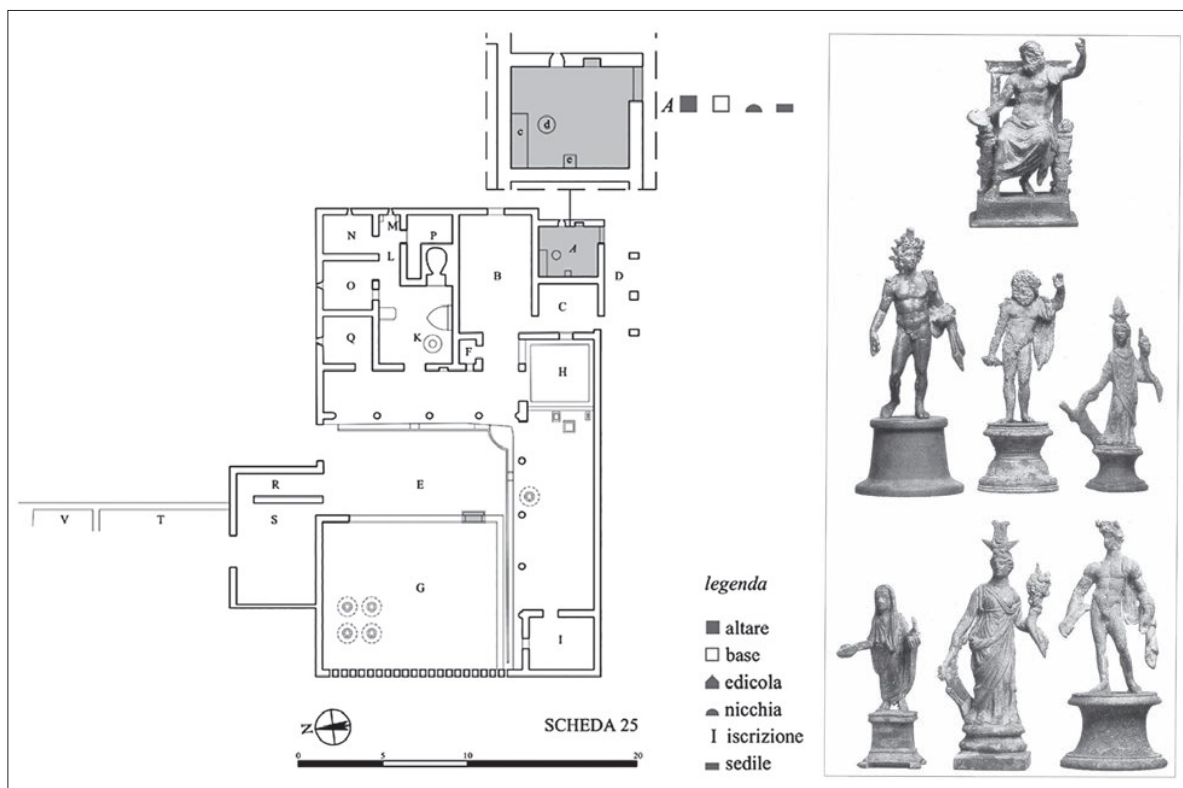 A
d
c
e
N
M
P
L
B
A
D
O
C
Q
K
F
H
R
E
V
T
S
G
I
N
SCHEDA 25
0
5
10
20
legenda
altare
base
edicola
nicchia
I iscrizione
sedile